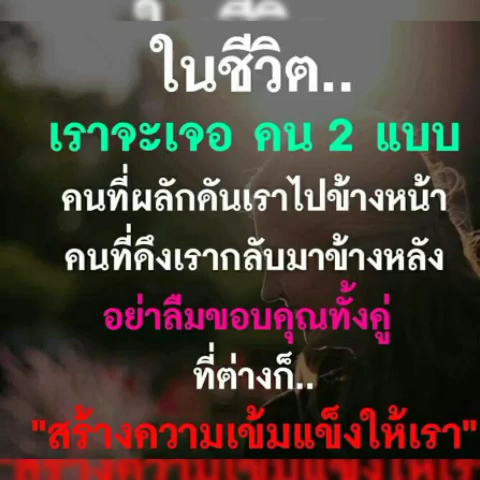 ในชีวิต..
เราจะเจอ คน 2 แบบ
คนที่ผลักดันเราไปข้างหน้า
คนที่ดึงเรากลับมาข้างหลัง
อย่าลืมขอบคุณทั้งคู่
ที่ต่างก็..
"สร้างความเข้มแข็งให้เรา"